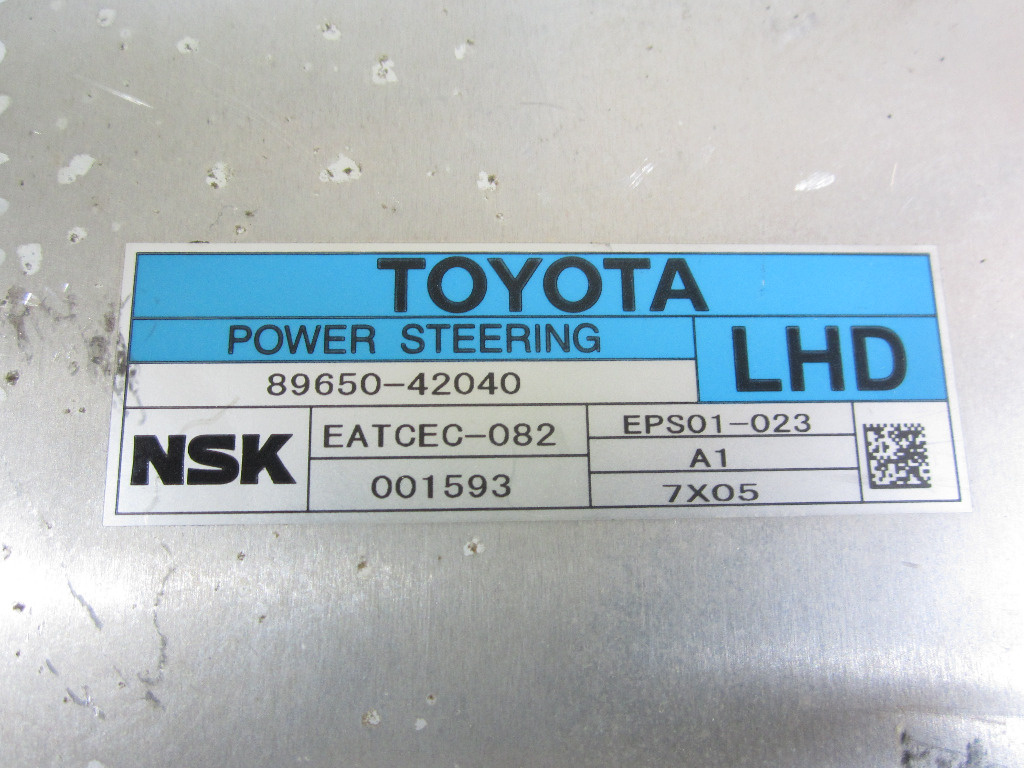 TOYOTA
POWER STEERING
LHD
89650-42040
NSK
EATCEC-082
001593
EPS01-023
A1
7X05